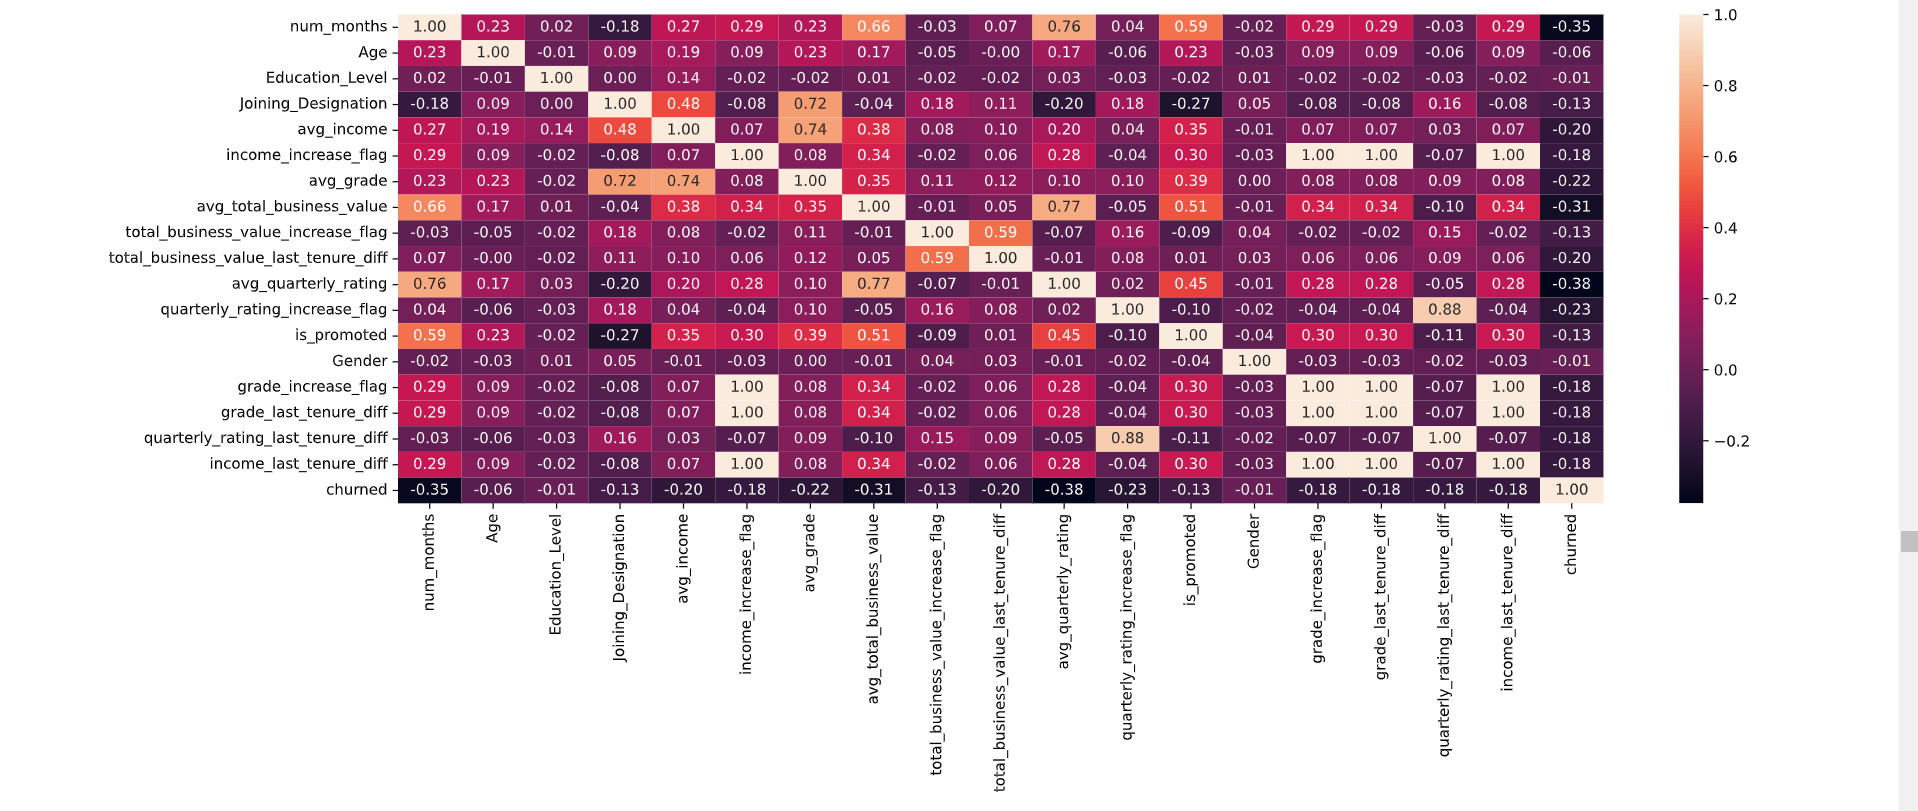 num_months 1.00 0.23 0.02 -0.18 0.27 0.29 0.23 0.66 -0.03 0.07 0.76 0.04 0.59 -0.02 0.29 0.29 -0.03 0.29 -0.35
Age 0.23 1.00 -0.01 0.09 0.19 0.09 0.23 0.17 -0.05 -0.00 0.17 -0.06 0.23 -0.03 0.09 0.09 -0.06 0.09 -0.06
Education_Level 0.02 -0.01 1.00 0.00 0.14 -0.02 -0.02 0.01 -0.02 -0.02 0.03 -0.03 -0.02 0.01 -0.02 -0.02 -0.03 -0.02 -0.01
Joining_Designation -0.18 0.09 0.00 1.00 0.48 -0.08 0.72 -0.04 0.18 0.11 -0.20 0.18 -0.27 0.05 -0.08 -0.08 0.16 -0.08 -0.13
avg_income 0.27 0.19 0.14 0.48 1.00 0.07 0.74 0.38 0.08 0.10 0.20 0.04 0.35 -0.01 0.07 0.07 0.03 0.07 -0.20
income_increase_flag 0.29 0.09 -0.02 -0.08 0.07 1.00 0.08 0.34 -0.02 0.06 0.28 -0.04 0.30 -0.03 1.00 1.00 -0.07 1.00 -0.18
avg_grade 0.23 0.23 -0.02 0.72 0.74 0.08 1.00 0.35 0.11 0.12 0.10 0.10 0.39 0.00 0.08 0.08 0.09 0.08 -0.22
avg_total_business_value 0.66 0.17 0.01 -0.04 0.38 0.34 0.35 1.00 -0.01 0.05 0.77 -0.05 0.51 -0.01 0.34 0.34 -0.10 0.34 -0.31
total_business_value_increase_flag -0.03 -0.05 -0.02 0.18 0.08 -0.02 0.11 -0.01 1.00 0.59 -0.07 0.16 -0.09 0.04 -0.02 -0.02 0.15 -0.02 -0.13
total_business_value_last_tenure_diff 0.07 -0.00 -0.02 0.11 0.10 0.06 0.12 0.05 0.59 1.00 -0.01 0.08 0.01 0.03 0.06 0.06 0.09 0.06 -0.20
avg_quarterly_rating 0.76 0.17 0.03 -0.20 0.20 0.28 0.10 0.77 -0.07 -0.01 1.00 0.02 0.45 -0.01 0.28 0.28 -0.05 0.28 -0.38
quarterly_rating_increase_flag 0.04 -0.06 -0.03 0.18 0.04 -0.04 0.10 -0.05 0.16 0.08 0.02 1.00 -0.10 -0.02 -0.04 -0.04 0.88 -0.04 -0.23
is_promoted 0.59 0.23 -0.02 -0.27 0.35 0.30 0.39 0.51 -0.09 0.01 0.45 -0.10 1.00 -0.04 0.30 0.30 -0.11 0.30 -0.13
Gender -0.02 -0.03 0.01 0.05 -0.01 -0.03 0.00 -0.01 0.04 0.03 -0.01 -0.02 -0.04 1.00 -0.03 -0.03 -0.02 -0.03 -0.01
grade_increase_flag 0.29 0.09 -0.02 -0.08 0.07 1.00 0.08 0.34 -0.02 0.06 0.28 -0.04 0.30 -0.03 1.00 1.00 -0.07 1.00 -0.18
grade_last_tenure_diff 0.29 0.09 -0.02 -0.08 0.07 1.00 0.08 0.34 -0.02 0.06 0.28 -0.04 0.30 -0.03 1.00 1.00 -0.07 1.00 -0.18
quarterly_rating_last_tenure_diff -0.03 -0.06 -0.03 0.16 0.03 -0.07 0.09 -0.10 0.15 0.09 -0.05 0.88 -0.11 -0.02 -0.07 -0.07 1.00 -0.07 -0.18
income_last_tenure_diff 0.29 0.09 -0.02 -0.08 0.07 1.00 0.08 0.34 -0.02 0.06 0.28 -0.04 0.30 -0.03 1.00 1.00 -0.07 1.00 -0.18
churned -0.35 -0.06 -0.01 -0.13 -0.20 -0.18 -0.22 -0.31 -0.13 -0.20 -0.38 -0.23 -0.13 -0.01 -0.18 -0.18 -0.18 -0.18 1.00
num_months
Age
Education_Level
Joining_Designation
avg_income
income_increase_flag
avg_grade
avg_total_business_value
total_business_value_increase_flag
total_business_value_last_tenure_diff
avg_quarterly_rating
quarterly_rating_increase_flag
is_promoted
Gender
grade_increase_flag
grade_last_tenure_diff
quarterly_rating_last_tenure_diff
income_last_tenure_diff
churned
1.0
0.8
0.6
0.4
0.2
0.0
−0.2